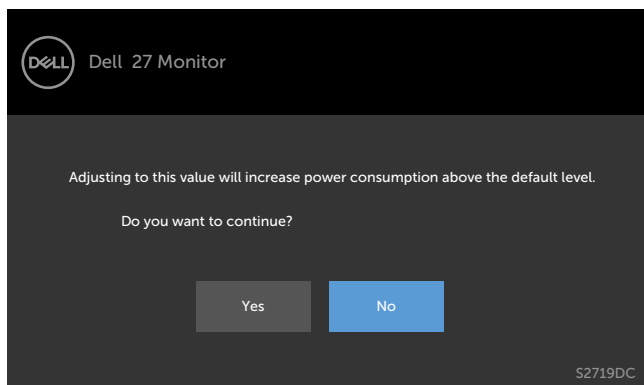 DELL Dell 27 Monitor
Adjusting to this value will increase power consumption above the default level.
Do you want to continue?
Yes No
S2719DC